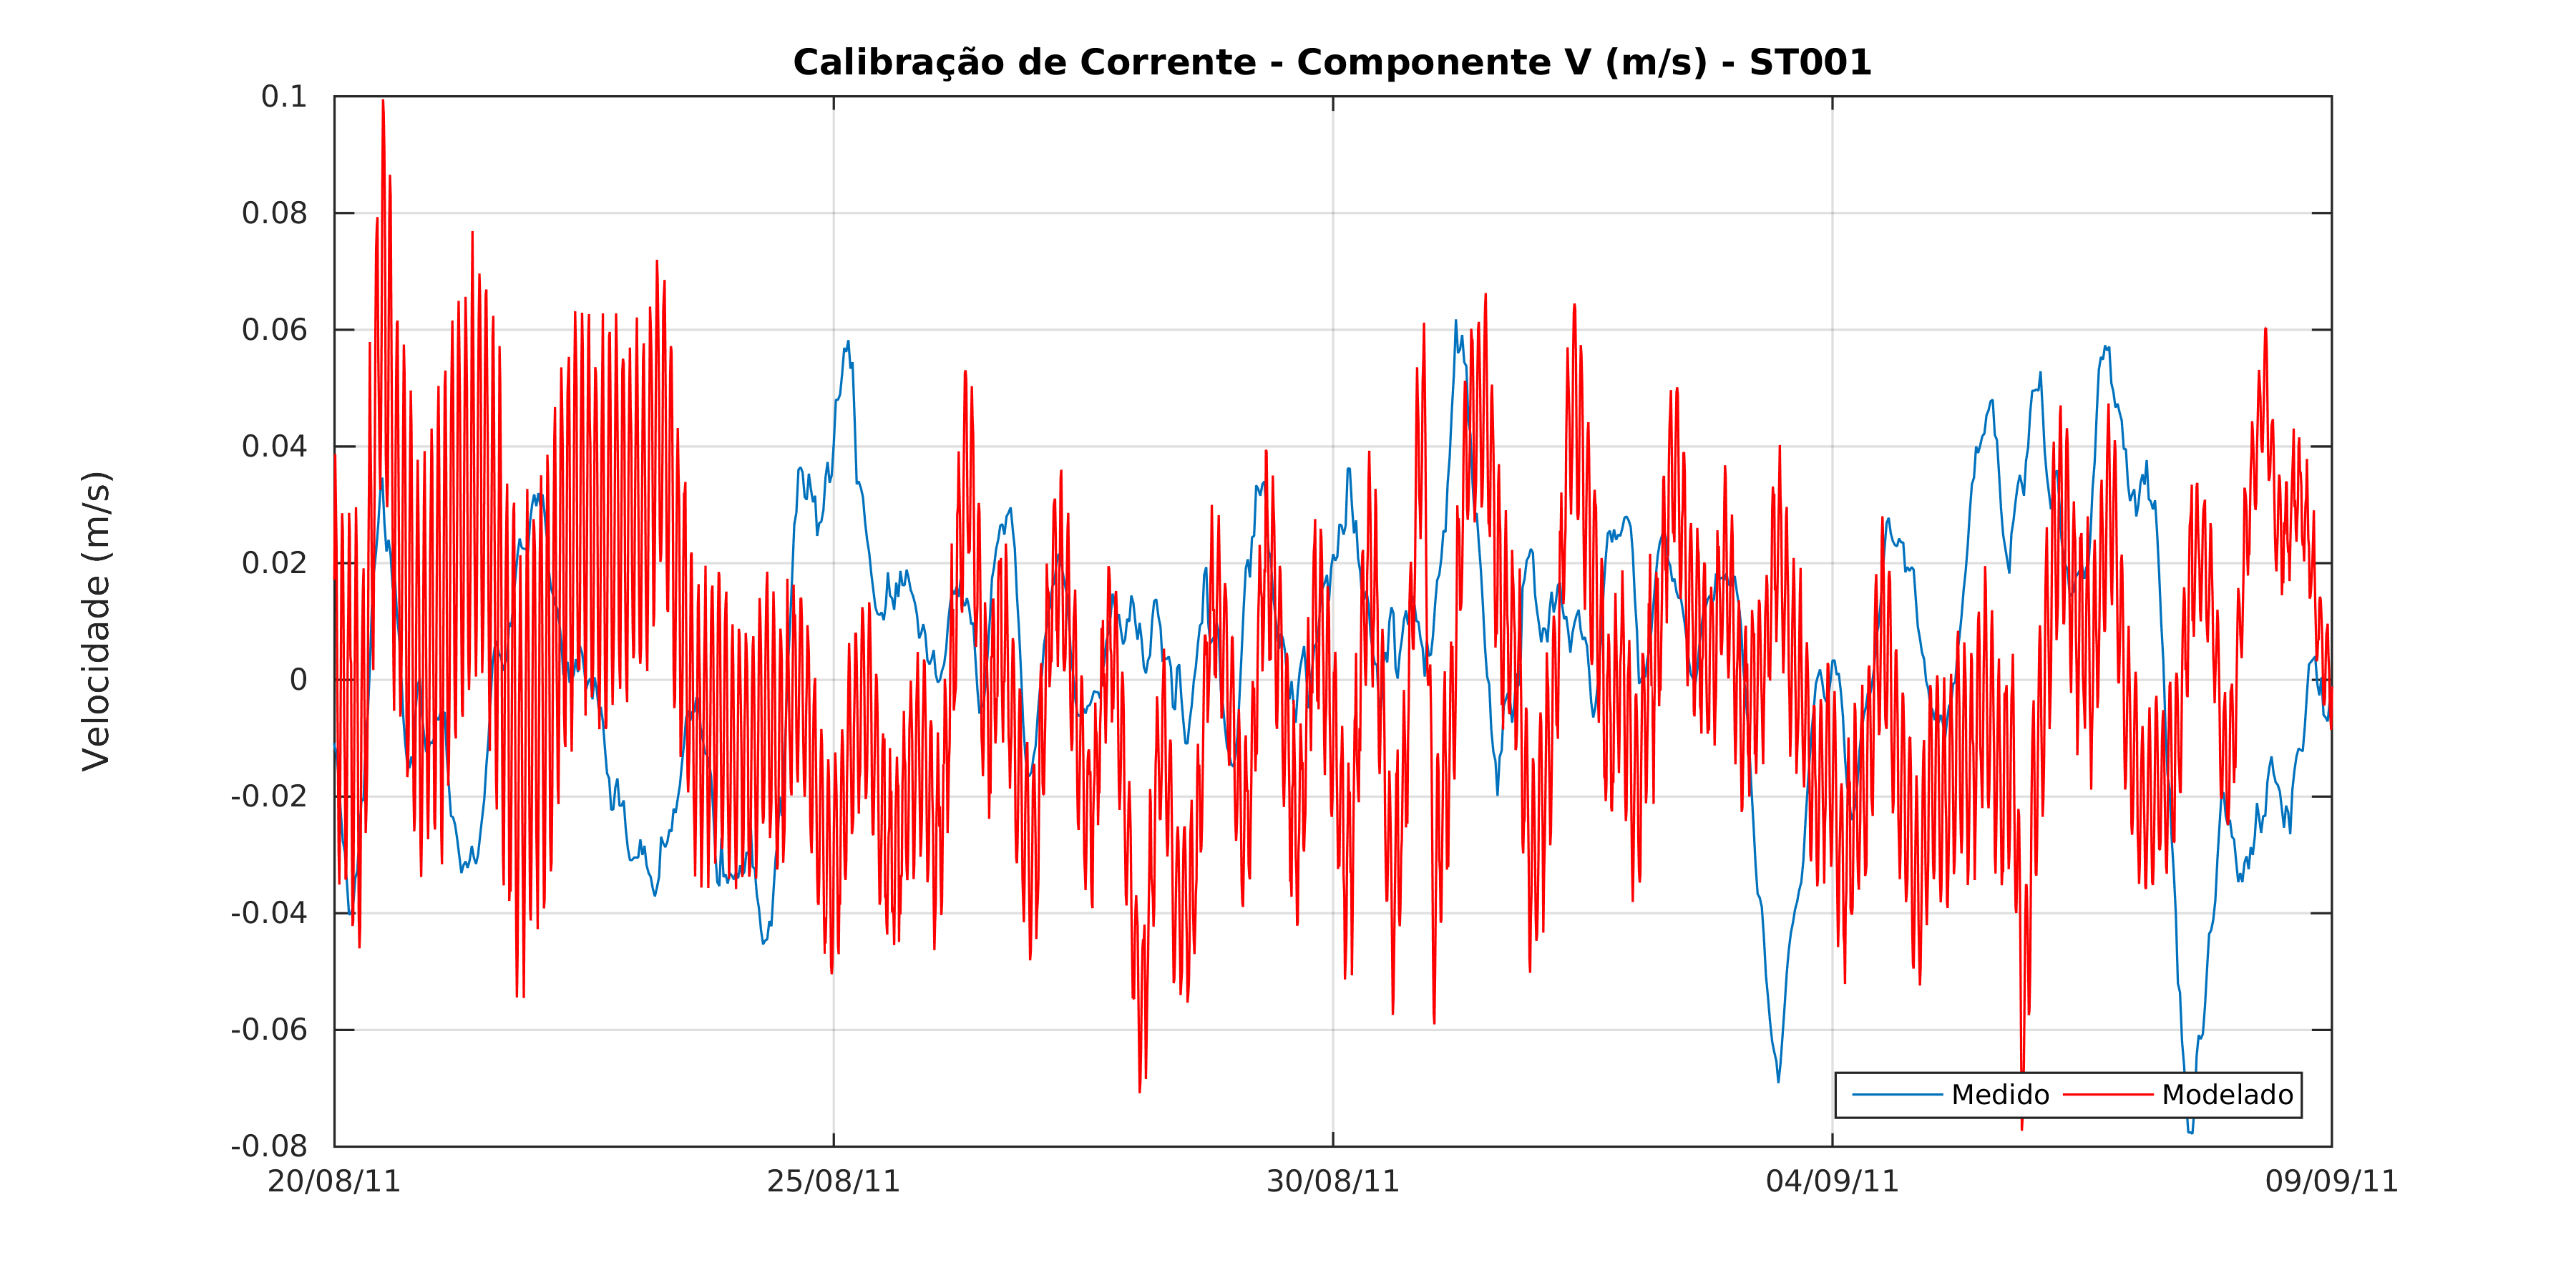 Calibração de Corrente - Componente V (m/s) - ST001
Velocidade (m/s)
0.1
0.08
0.06
0.04
0.02
0
-0.02
-0.04
-0.06
-0.08
20/08/11 25/08/11 30/08/11 04/09/11 09/09/11
Medido Modelado